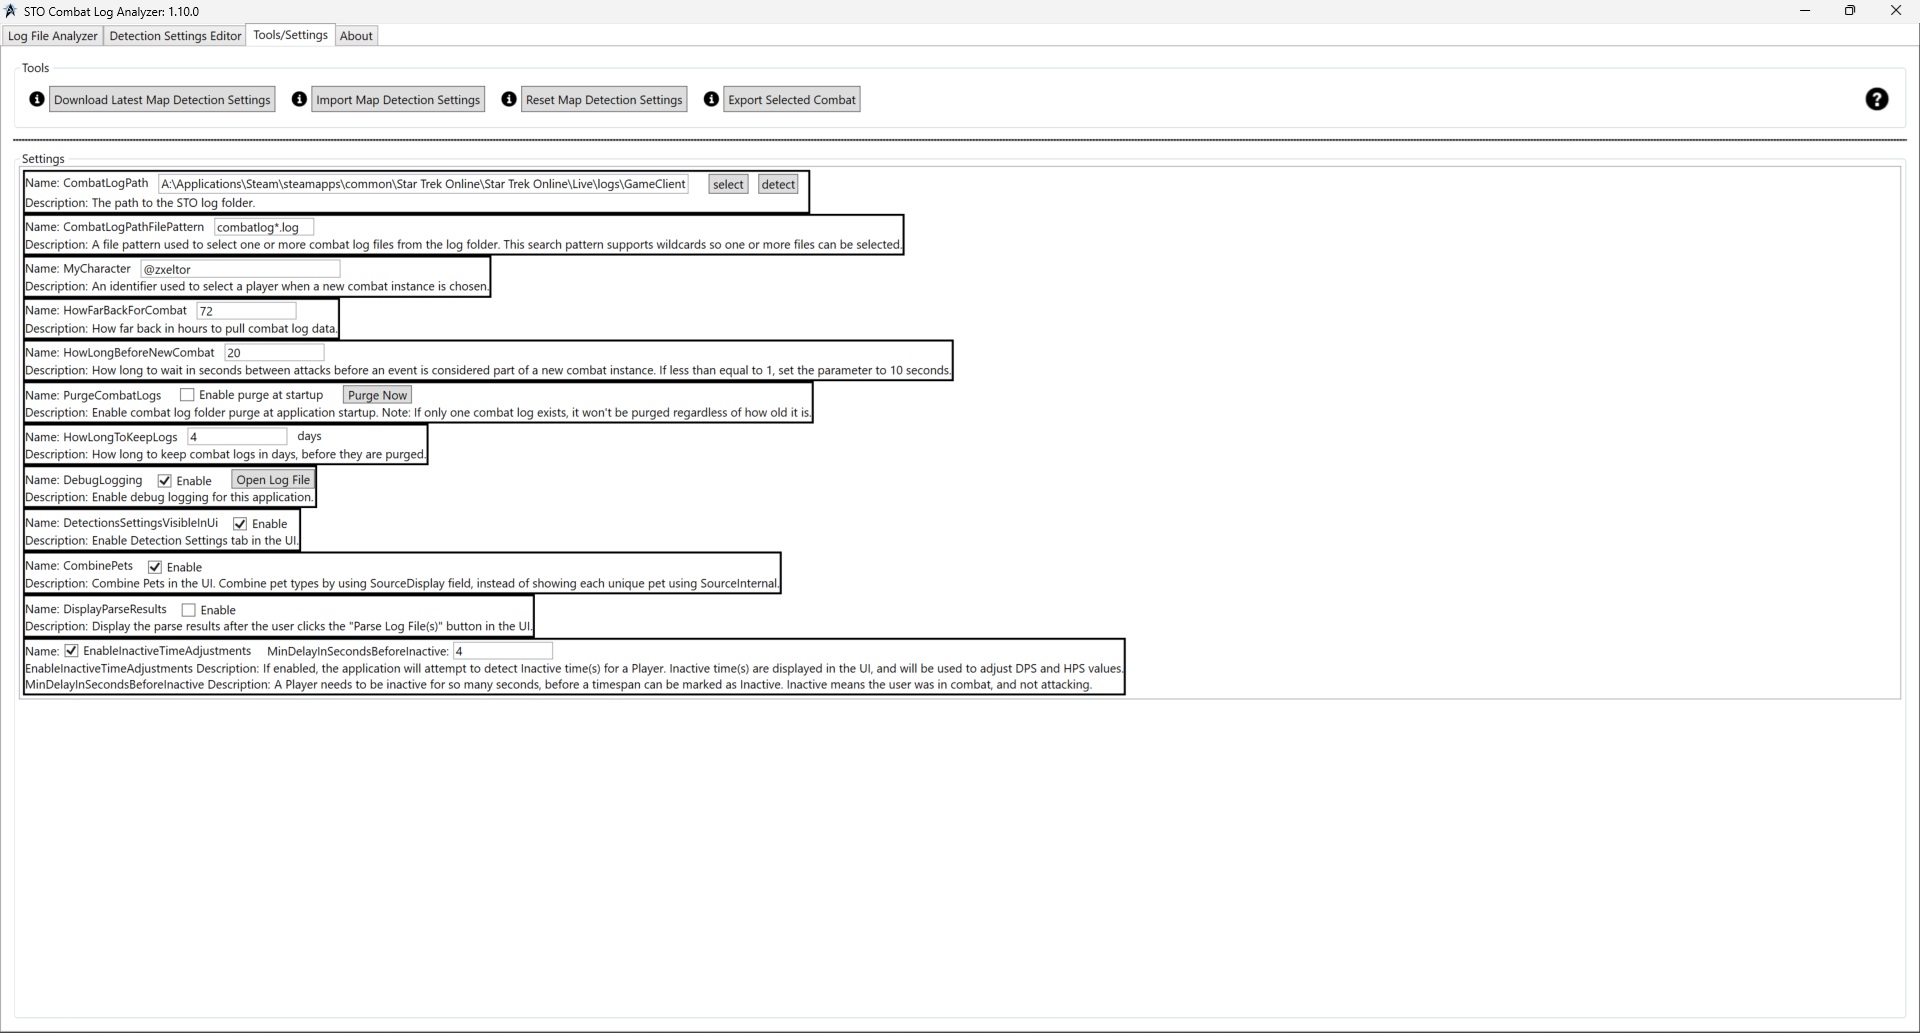 STO Combat Log Analyzer: 1.10.0
Log File Analyzer Detection Settings Editor Tools/Settings About
Tools
Download Latest Map Detection Settings Import Map Detection Settings Reset Map Detection Settings Export Selected Combat ?
Settings
Name: CombatLogPath A:\Applications\Steam\steamapps\common\Star Trek Online\Star Trek Online\Live\logs\GameClient select detect
Description: The path to the STO log folder.
Name: CombatLogPathFilePattern combatlog*.log
Description: A file pattern used to select one or more combat log files from the log folder. This search pattern supports wildcards so one or more files can be selected.
Name: MyCharacter @zxeltor
Description: An identifier used to select a player when a new combat instance is chosen.
Name: HowFarBackForCombat 72
Description: How far back in hours to pull combat log data.
Name: HowLongBeforeNewCombat 20
Description: How long to wait in seconds between attacks before an event is considered part of a new combat instance. If less than equal to 1, set the parameter to 10 seconds.
Name: PurgeCombatLogs Enable purge at startup Purge Now
Description: Enable combat log folder purge at application startup. Note: If only one combat log exists, it won't be purged regardless of how old it is.
Name: HowLongToKeepLogs 4 days
Description: How long to keep combat logs in days, before they are purged.
Name: DebugLogging Enable Open Log File
Description: Enable debug logging for this application.
Name: DetectionsSettingsVisibleInUi Enable
Description: Enable Detection Settings tab in the UI.
Name: CombinePets Enable
Description: Combine Pets in the UI. Combine pet types by using SourceDisplay field, instead of showing each unique pet using SourceInternal.
Name: DisplayParseResults Enable
Description: Display the parse results after the user clicks the "Parse Log File(s)" button in the UI.
Name: EnableInactiveTimeAdjustments MinDelayInSecondsBeforeInactive: 4
EnableInactiveTimeAdjustments Description: If enabled, the application will attempt to detect Inactive time(s) for a Player. Inactive time(s) are displayed in the UI, and will be used to adjust DPS and HPS values.
MinDelayInSecondsBeforeInactive Description: A Player needs to be inactive for so many seconds, before a timespan can be marked as Inactive. Inactive means the user was in combat, and not attacking.